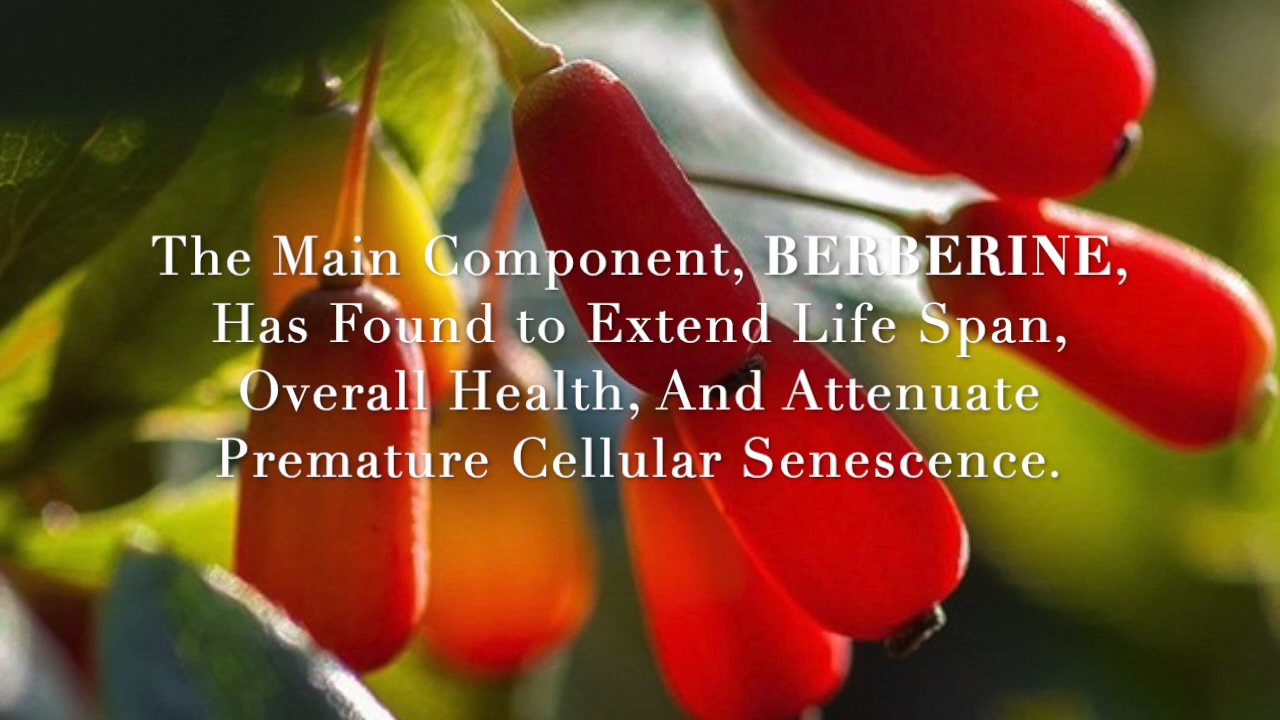 The Main Component, BERBERINE,
Has Found to Extend Life Span,
Overall Health, And Attenuate
Premature Cellular Senescence.